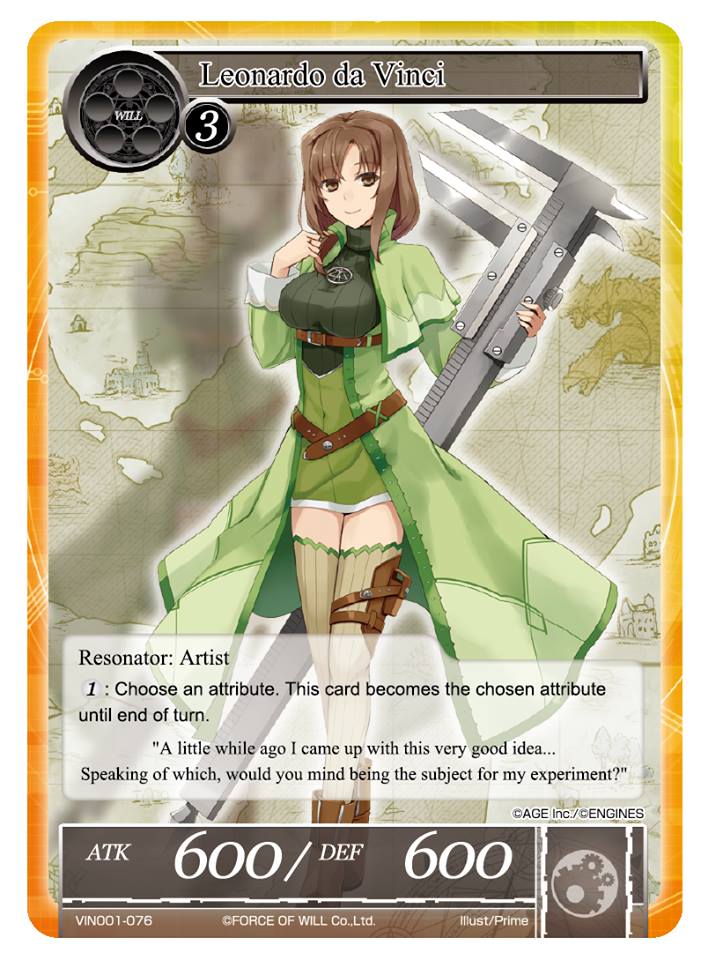 Leonardo da Vinci
WILL
3
Resonator: Artist
1 : Choose an attribute. This card becomes the chosen attribute
until end of turn.
"A little while ago I came up with this very good idea...
Speaking of which, would you mind being the subject for my experiment?"
©AGE Inc./©ENGINES
ATK 600/ DEF 600
VIN001-076 ©FORCE OF WILL Co.,Ltd. Illust/Prime